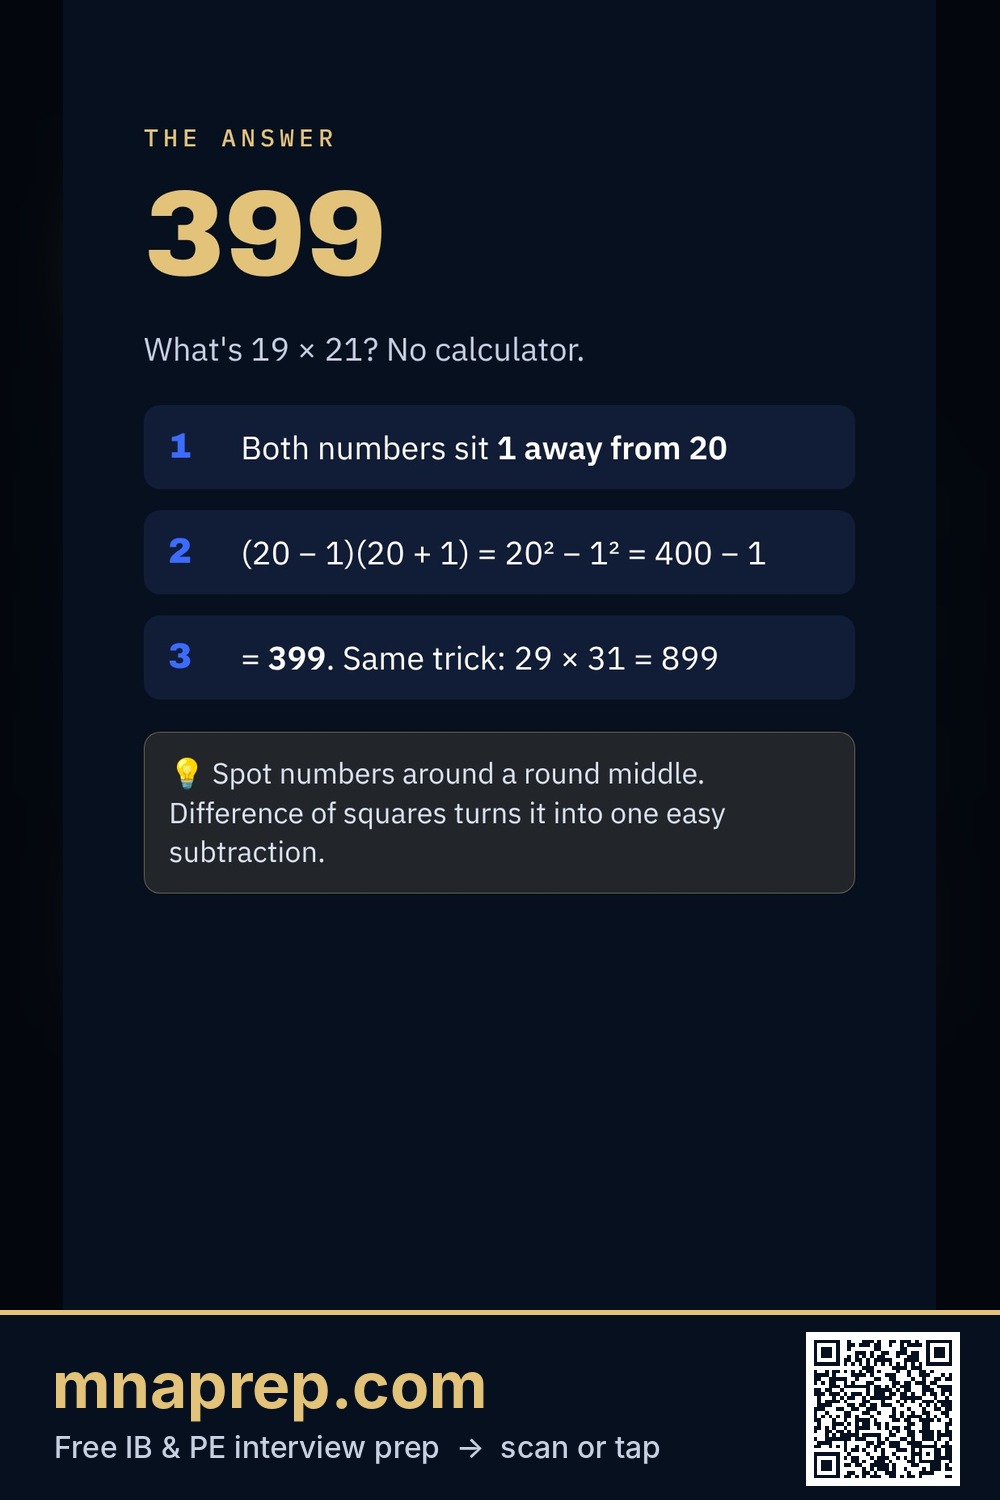 THE ANSWER
399
What's 19 × 21? No calculator.
1 Both numbers sit 1 away from 20
2 (20 − 1)(20 + 1) = 20² − 1² = 400 − 1
3 = 399. Same trick: 29 × 31 = 899
💡 Spot numbers around a round middle.
Difference of squares turns it into one easy
subtraction.
mnaprep.com
Free IB & PE interview prep → scan or tap